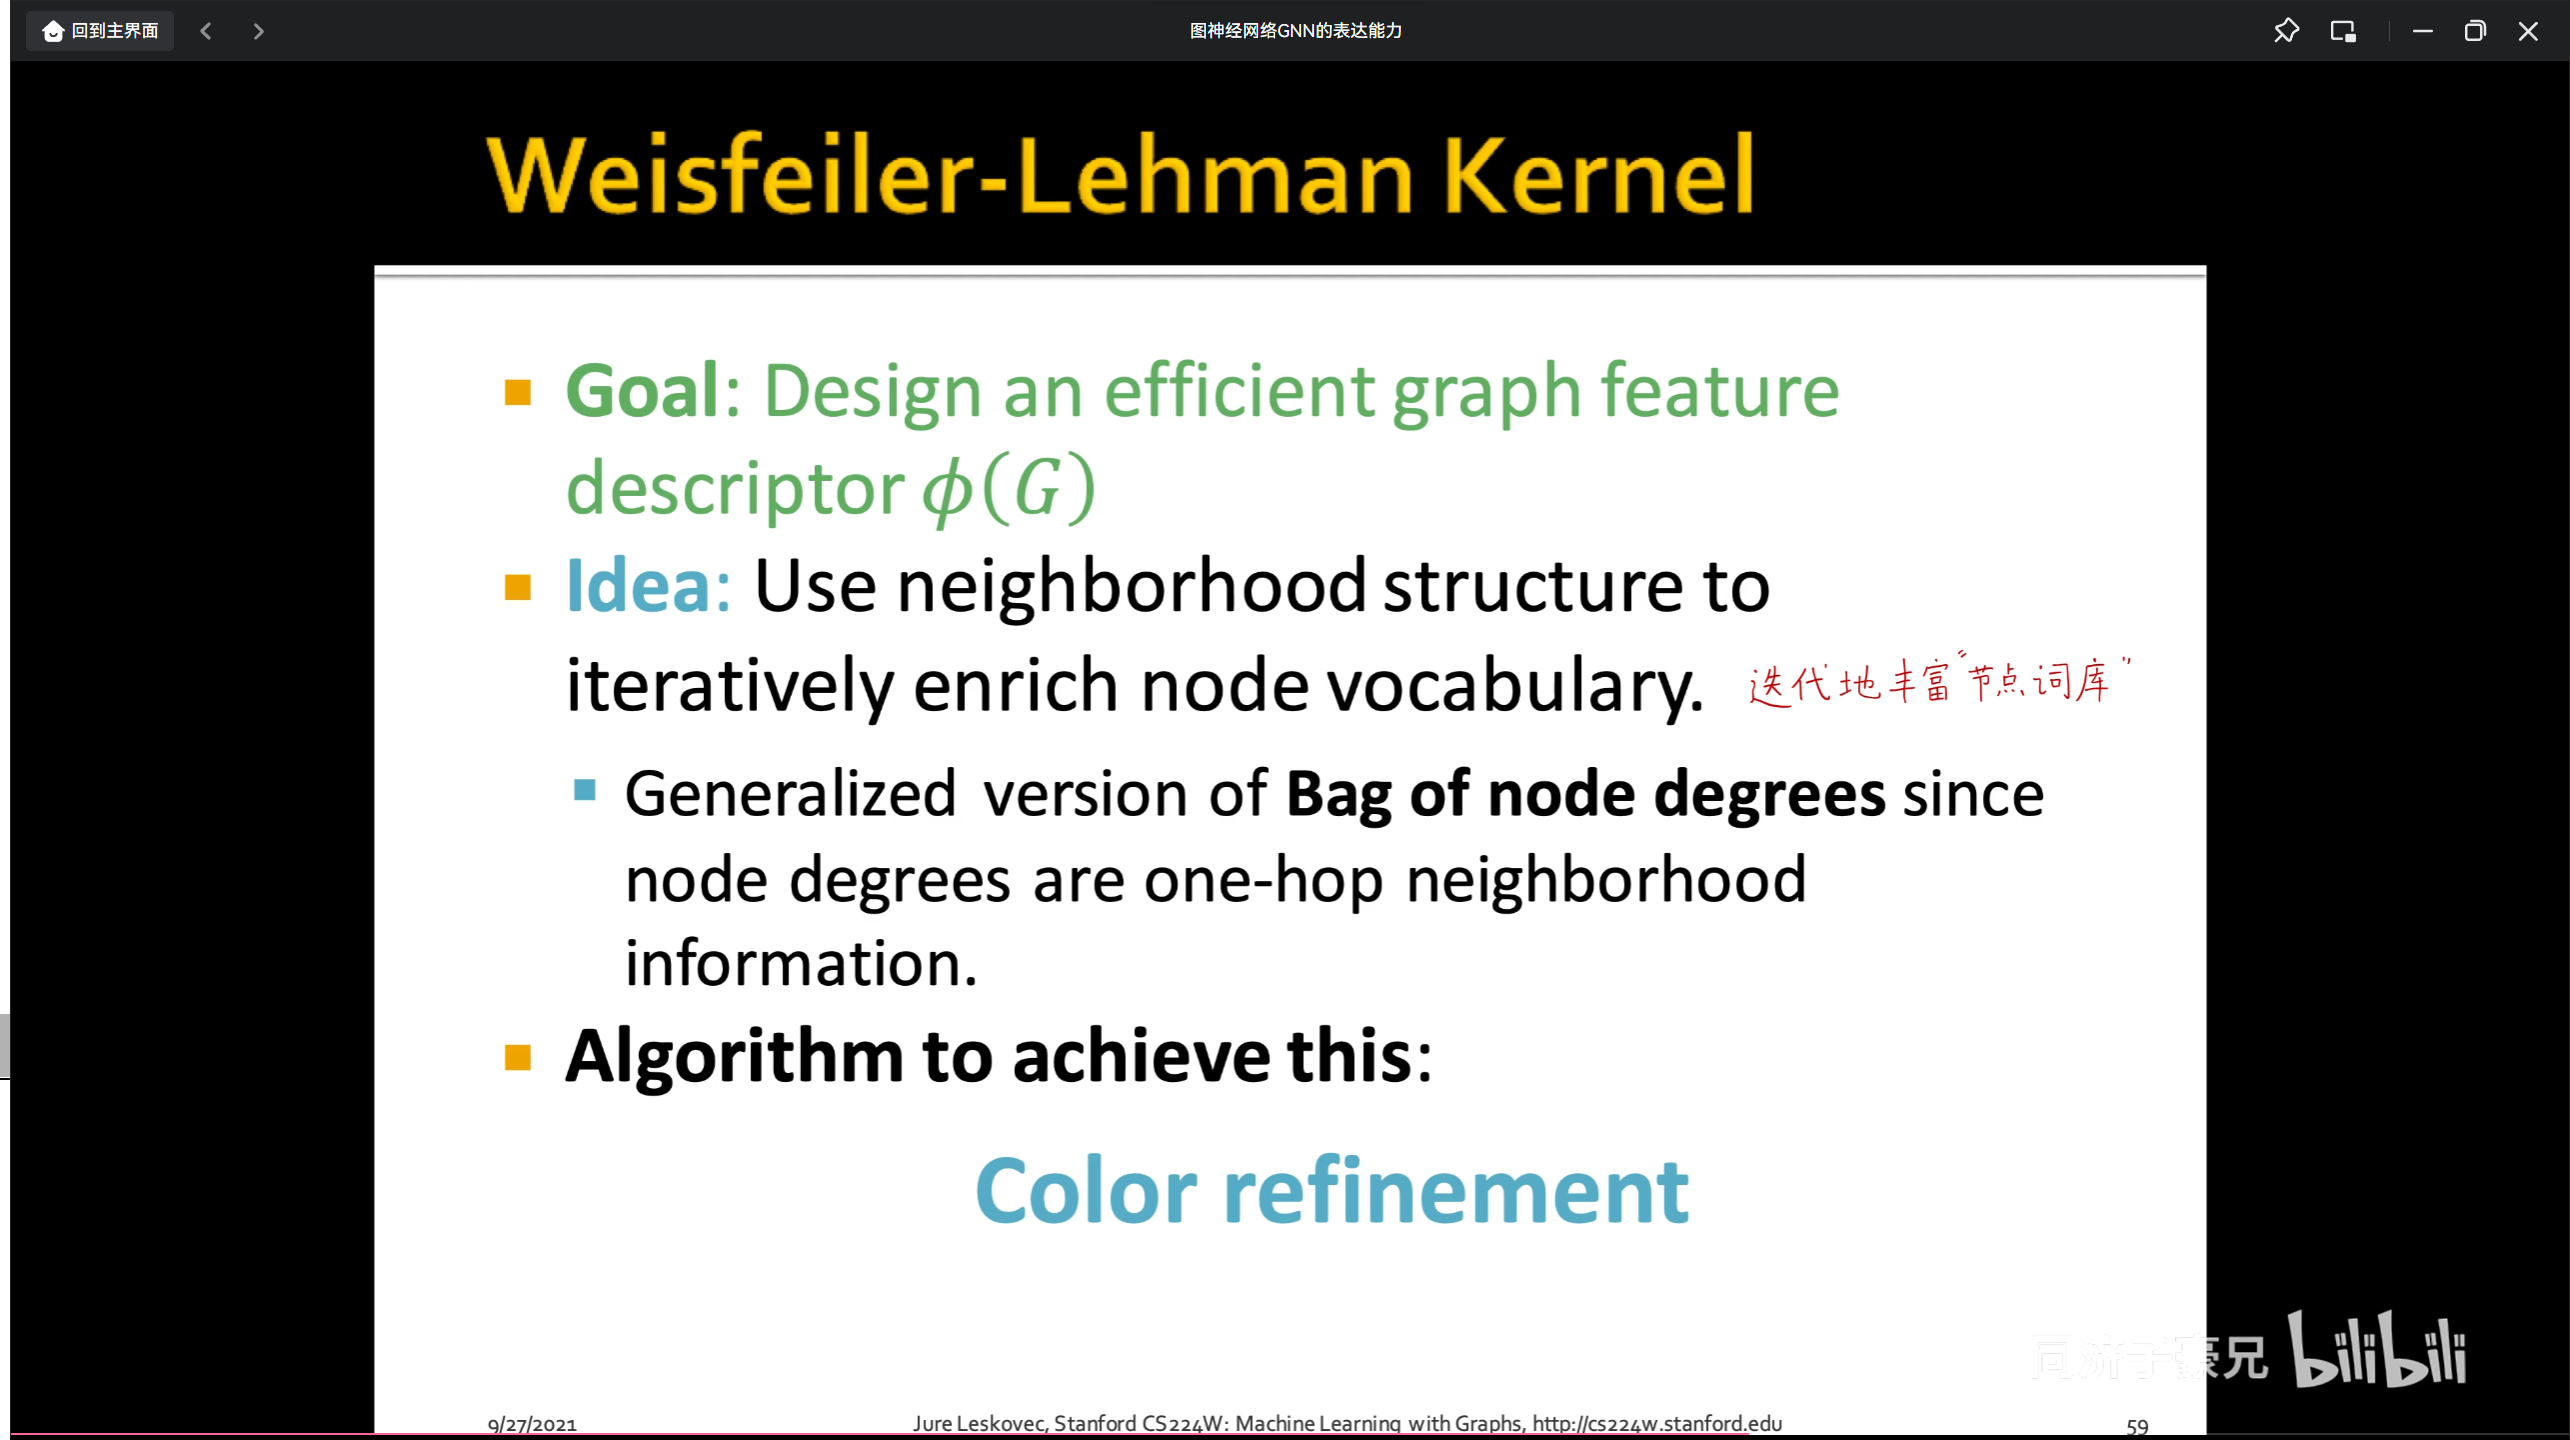 回到主界面
图神经网络GNN的表达能力
Weisfeiler-Lehman Kernel
Goal: Design an efficient graph feature
descriptor ϕ(G)
Idea: Use neighborhood structure to
iteratively enrich node vocabulary. 迭代地丰富“节点词库”
Generalized version of Bag of node degrees since
node degrees are one-hop neighborhood
information.
Algorithm to achieve this:
Color refinement
同济子豪兄 bilibili
9/27/2021 Jure Leskovec, Stanford CS224W: Machine Learning with Graphs, http://cs224w.stanford.edu 59